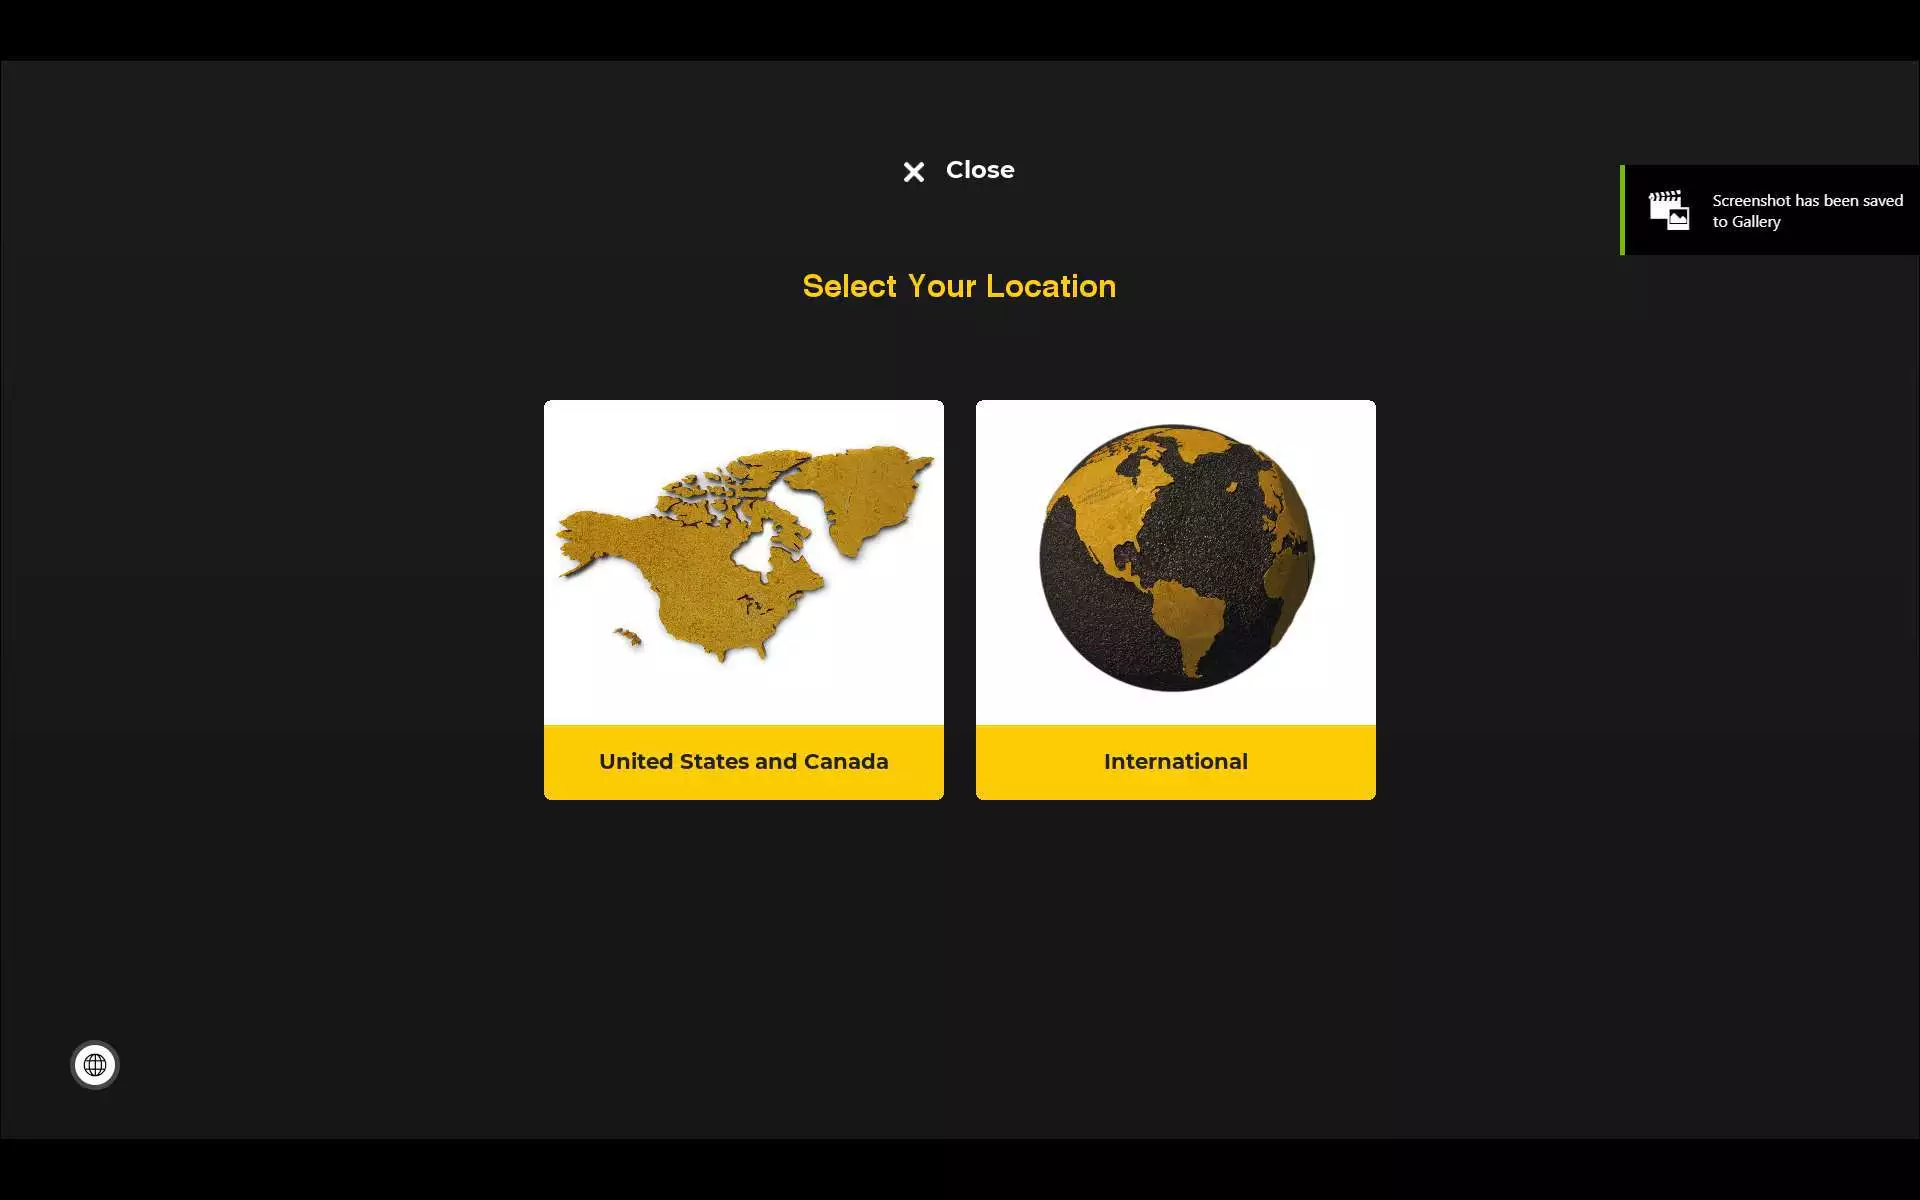 Close
Screenshot has been saved
to Gallery
Select Your Location
United States and Canada
International